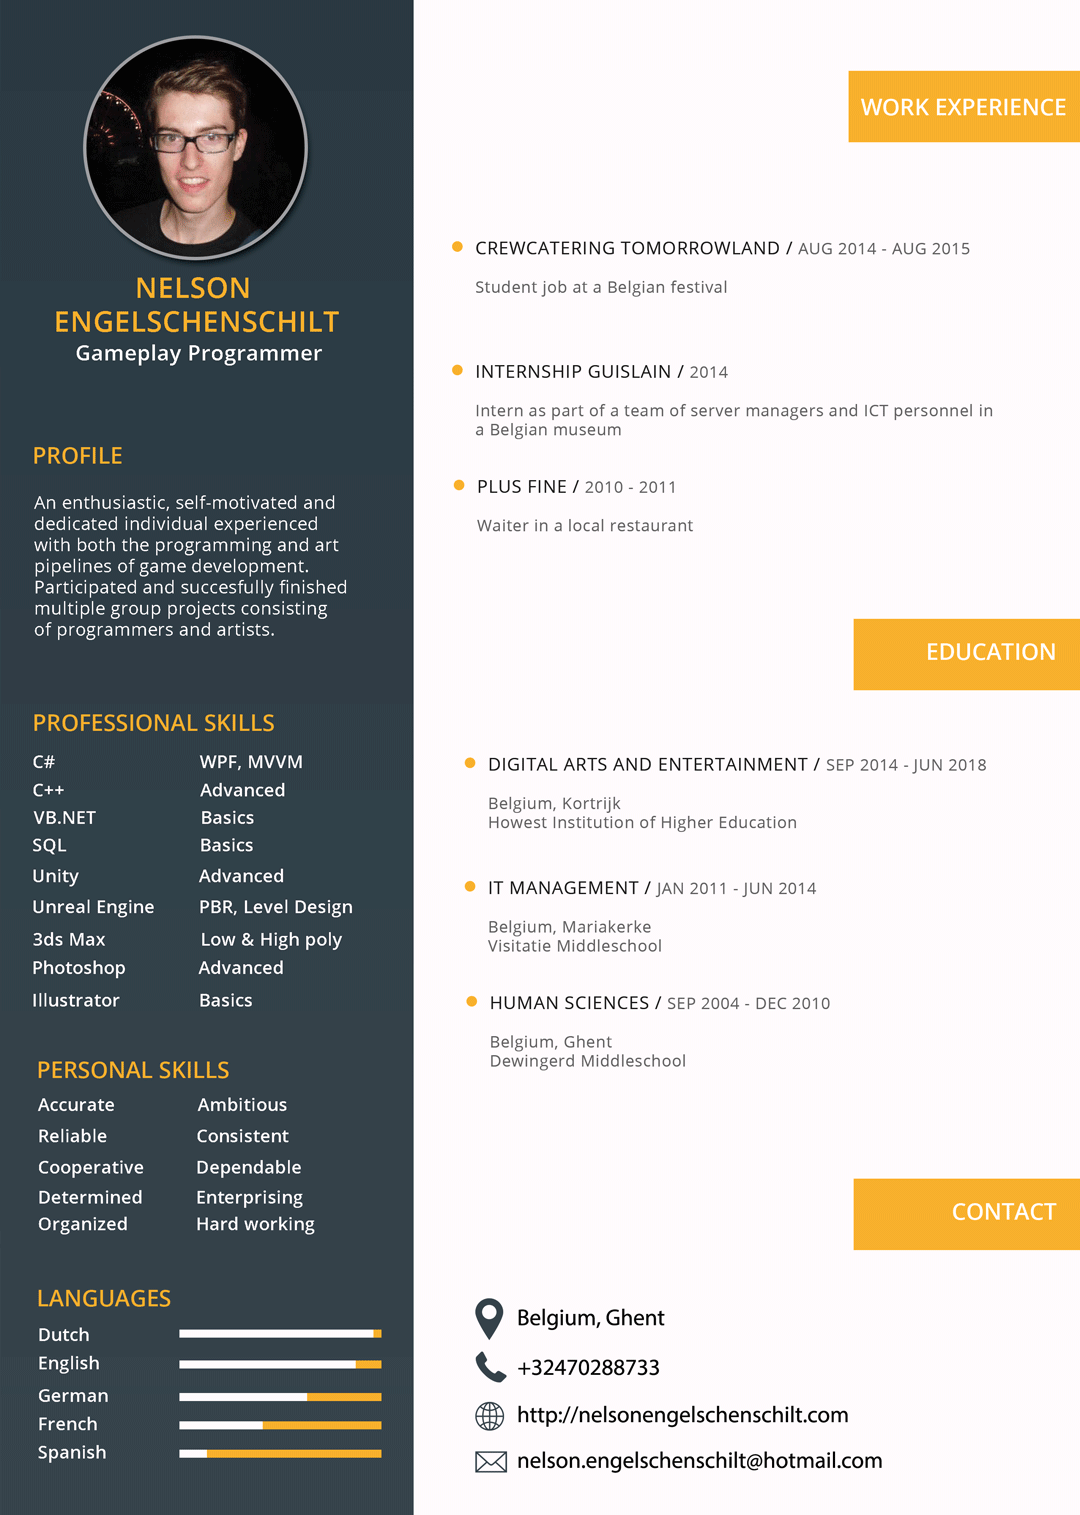 NELSON
ENGELSCHENSCHILT
Gameplay Programmer
PROFILE
An enthusiastic, self-motivated and
dedicated individual experienced
with both the programming and art
pipelines of game development.
Participated and succesfully finished
multiple group projects consisting
of programmers and artists.
PROFESSIONAL SKILLS
C# WPF, MVVM
C++ Advanced
VB.NET Basics
SQL Basics
Unity Advanced
Unreal Engine PBR, Level Design
3ds Max Low & High poly
Photoshop Advanced
Illustrator Basics
PERSONAL SKILLS
Accurate Ambitious
Reliable Consistent
Cooperative Dependable
Determined Enterprising
Organized Hard working
LANGUAGES
Dutch
English
German
French
Spanish
WORK EXPERIENCE
CREWCATERING TOMORROWLAND / AUG 2014 - AUG 2015
Student job at a Belgian festival
INTERNSHIP GUISLAIN / 2014
Intern as part of a team of server managers and ICT personnel in
a Belgian museum
PLUS FINE / 2010 - 2011
Waiter in a local restaurant
EDUCATION
DIGITAL ARTS AND ENTERTAINMENT / SEP 2014 - JUN 2018
Belgium, Kortrijk
Howest Institution of Higher Education
IT MANAGEMENT / JAN 2011 - JUN 2014
Belgium, Mariakerke
Visitatie Middleschool
HUMAN SCIENCES / SEP 2004 - DEC 2010
Belgium, Ghent
Dewingerd Middleschool
CONTACT
Belgium, Ghent
+32470288733
http://nelsonengelschenschilt.com
nelson.engelschenschilt@hotmail.com